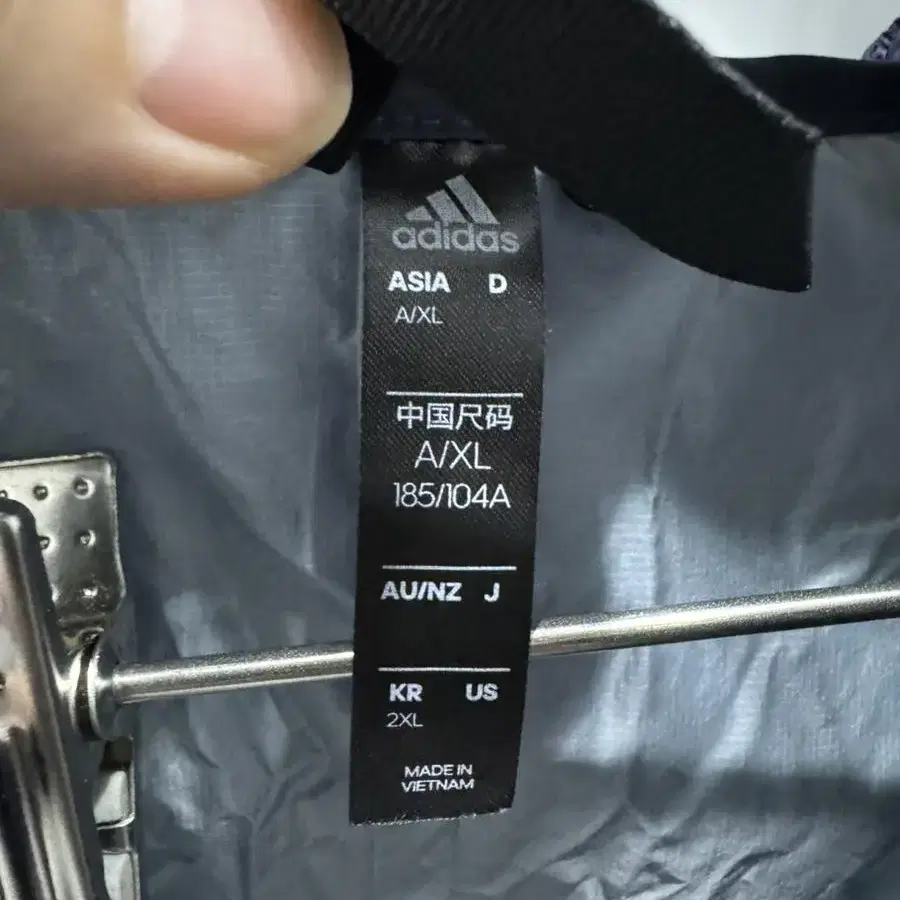 adidas
ASIA D
A/XL
中国尺码
A/XL
185/104A
AU/NZ J
KR US
2XL
MADE IN
VIETNAM